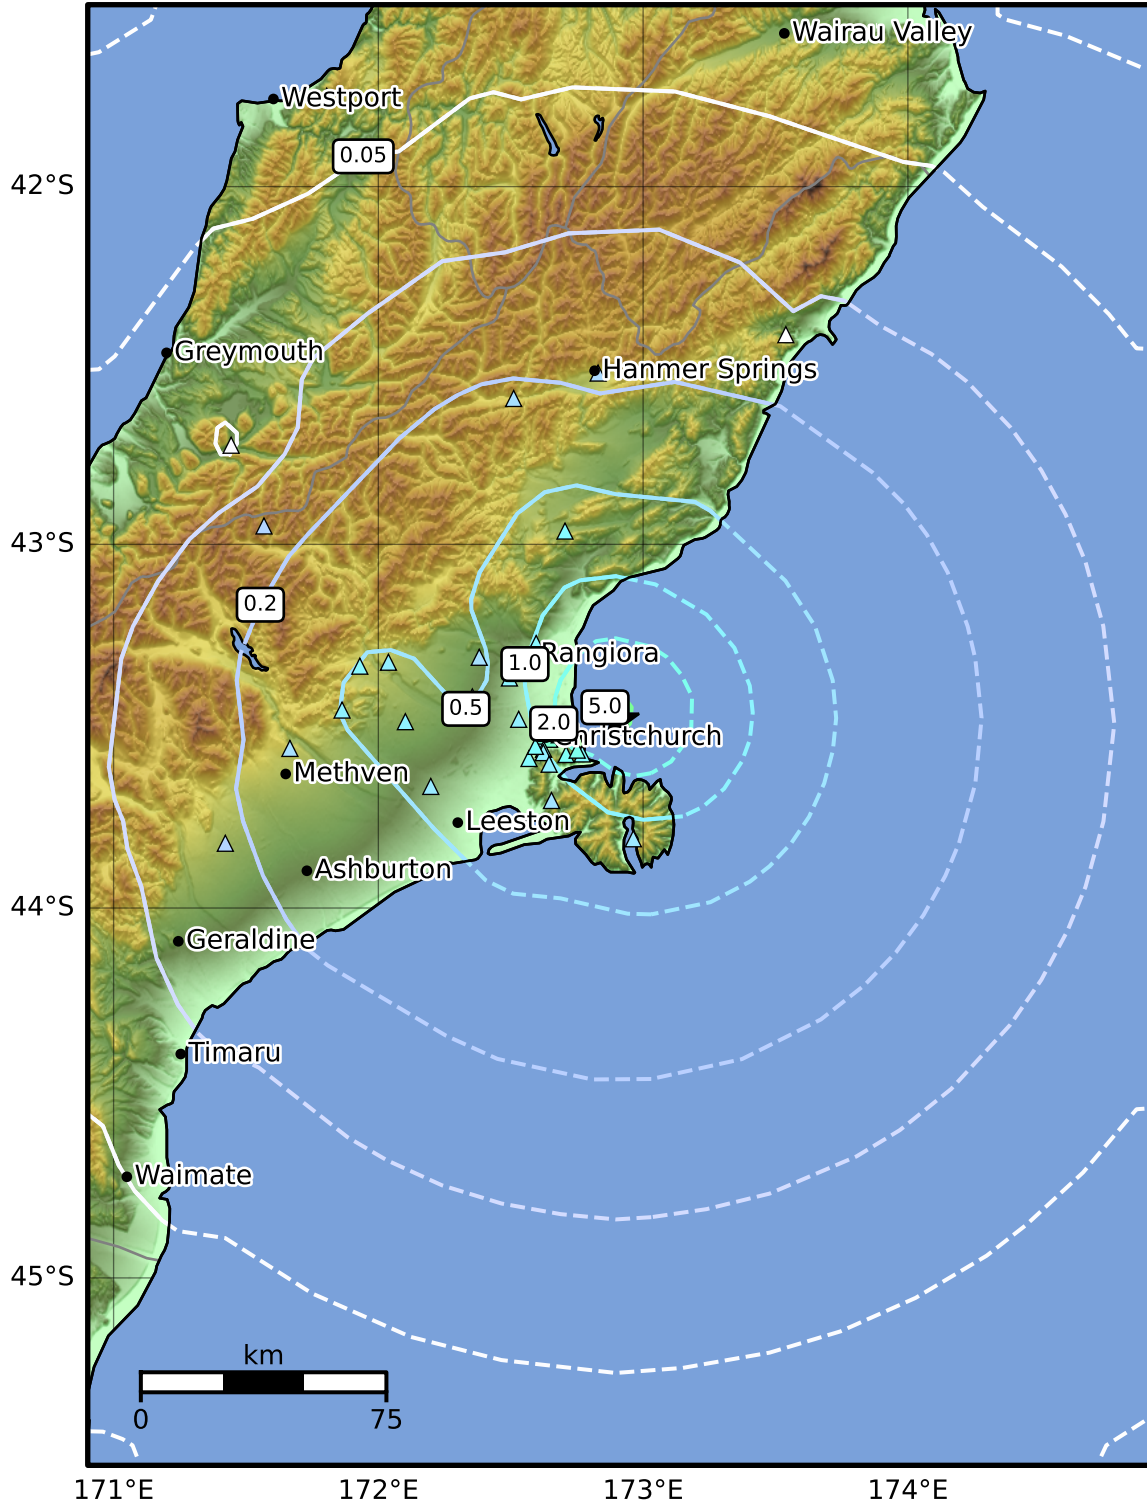 Wairau Valley
Westport
0.05
42°S
Greymouth
Hanmer Springs
43°S
0.2
Rangiora
1.0
0.5
5.0
2.0
Christchurch
Methven
Leeston
Ashburton
44°S
Geraldine
Timaru
Waimate
45°S
km
0 75
171°E 172°E 173°E 174°E